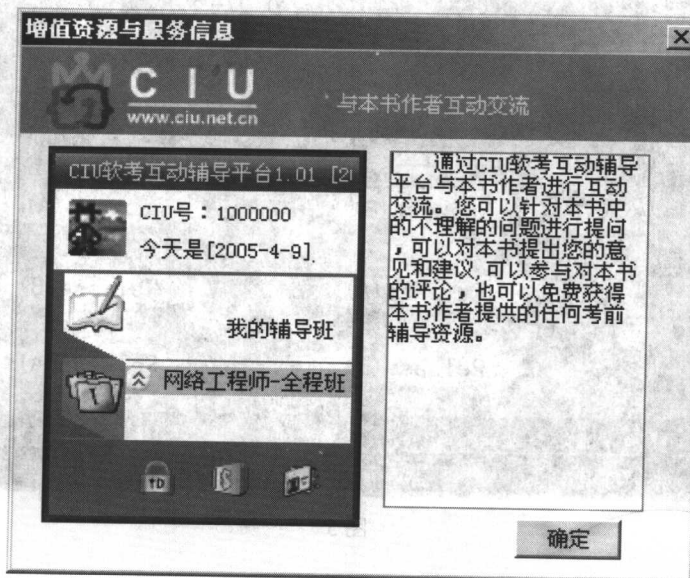 增值资源与服务信息
CIU
www.ciu.net.cn
与本书作者互动交流
CIU软考互动辅导平台1.01 [2
CIU号：1000000
今天是[2005-4-9]
我的辅导班
网络工程师-全程班
ID
通过CIU软考互动辅导
平台与本书作者进行互动
交流。您可以针对本书中
的不理解的问题进行提问
，可以对本书提出您的意
见和建议,可以参与对本书
的评论，也可以免费获得
本书作者提供的任何考前
辅导资源。
确定